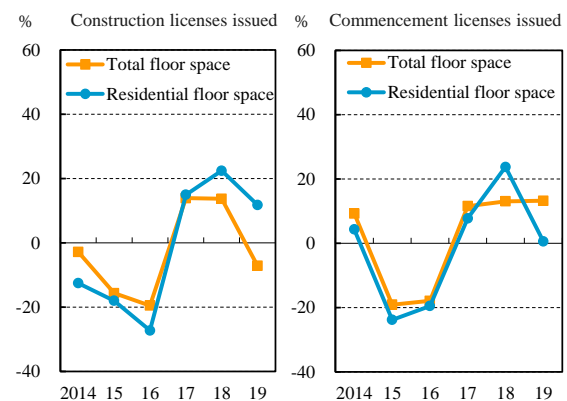 % Construction licenses issued
60
Total floor space
Residential floor space
40
20
0
-20
-40
2014 15 16 17 18 19
% Commencement licenses issued
60
Total floor space
Residential floor space
40
20
0
-20
-40
2014 15 16 17 18 19